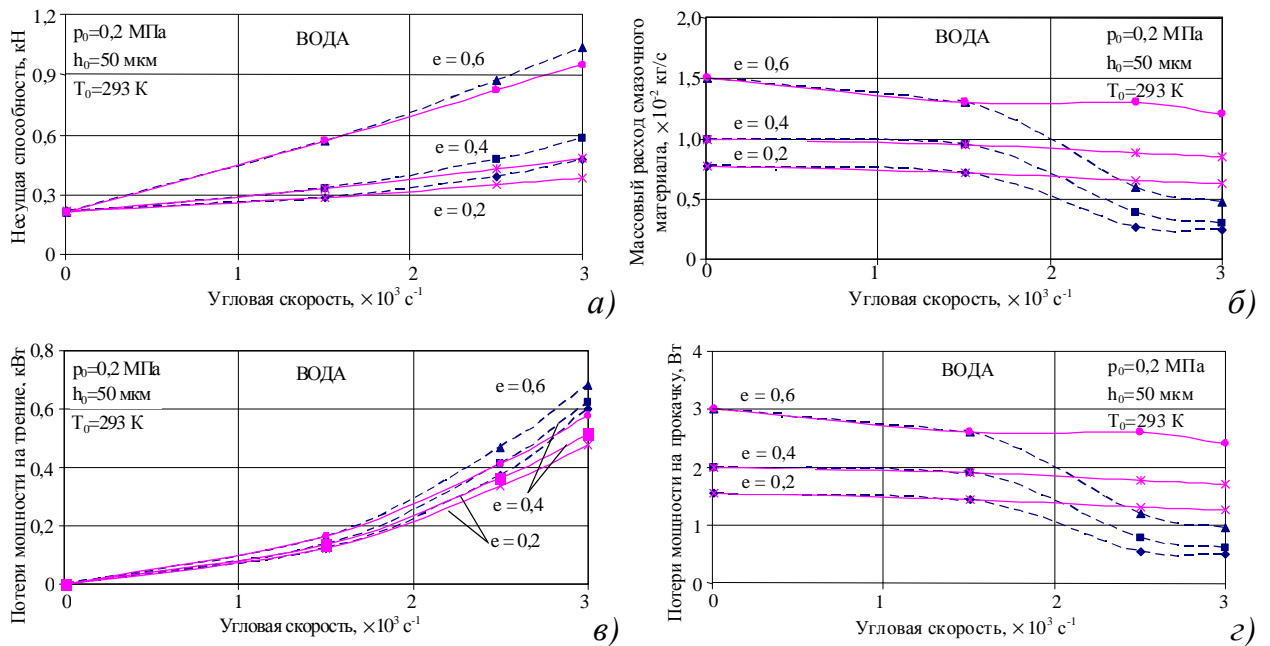 Несущая способность, кН
1,2
0,9
0,6
0,3
0
p₀=0,2 МПа
h₀=50 мкм
T₀=293 К
ВОДА
e = 0,6
e = 0,4
e = 0,2
0 1 2 3
Угловая скорость, ×10³ с⁻¹
а)
Массовый расход смазочного
материала, ×10⁻² кг/с
2,0
1,5
1,0
0,5
0
ВОДА
p₀=0,2 МПа
h₀=50 мкм
T₀=293 К
e = 0,6
e = 0,4
e = 0,2
0 1 2 3
Угловая скорость, ×10³ с⁻¹
б)
Потери мощности на трение, кВт
0,8
0,6
0,4
0,2
0
p₀=0,2 МПа
h₀=50 мкм
T₀=293 К
ВОДА
e = 0,6
e = 0,4
e = 0,2
0 1 2 3
Угловая скорость, ×10³ с⁻¹
в)
Потери мощности на прокачку, Вт
4
3
2
1
0
ВОДА
p₀=0,2 МПа
h₀=50 мкм
T₀=293 К
e = 0,6
e = 0,4
e = 0,2
0 1 2 3
Угловая скорость, ×10³ с⁻¹
г)